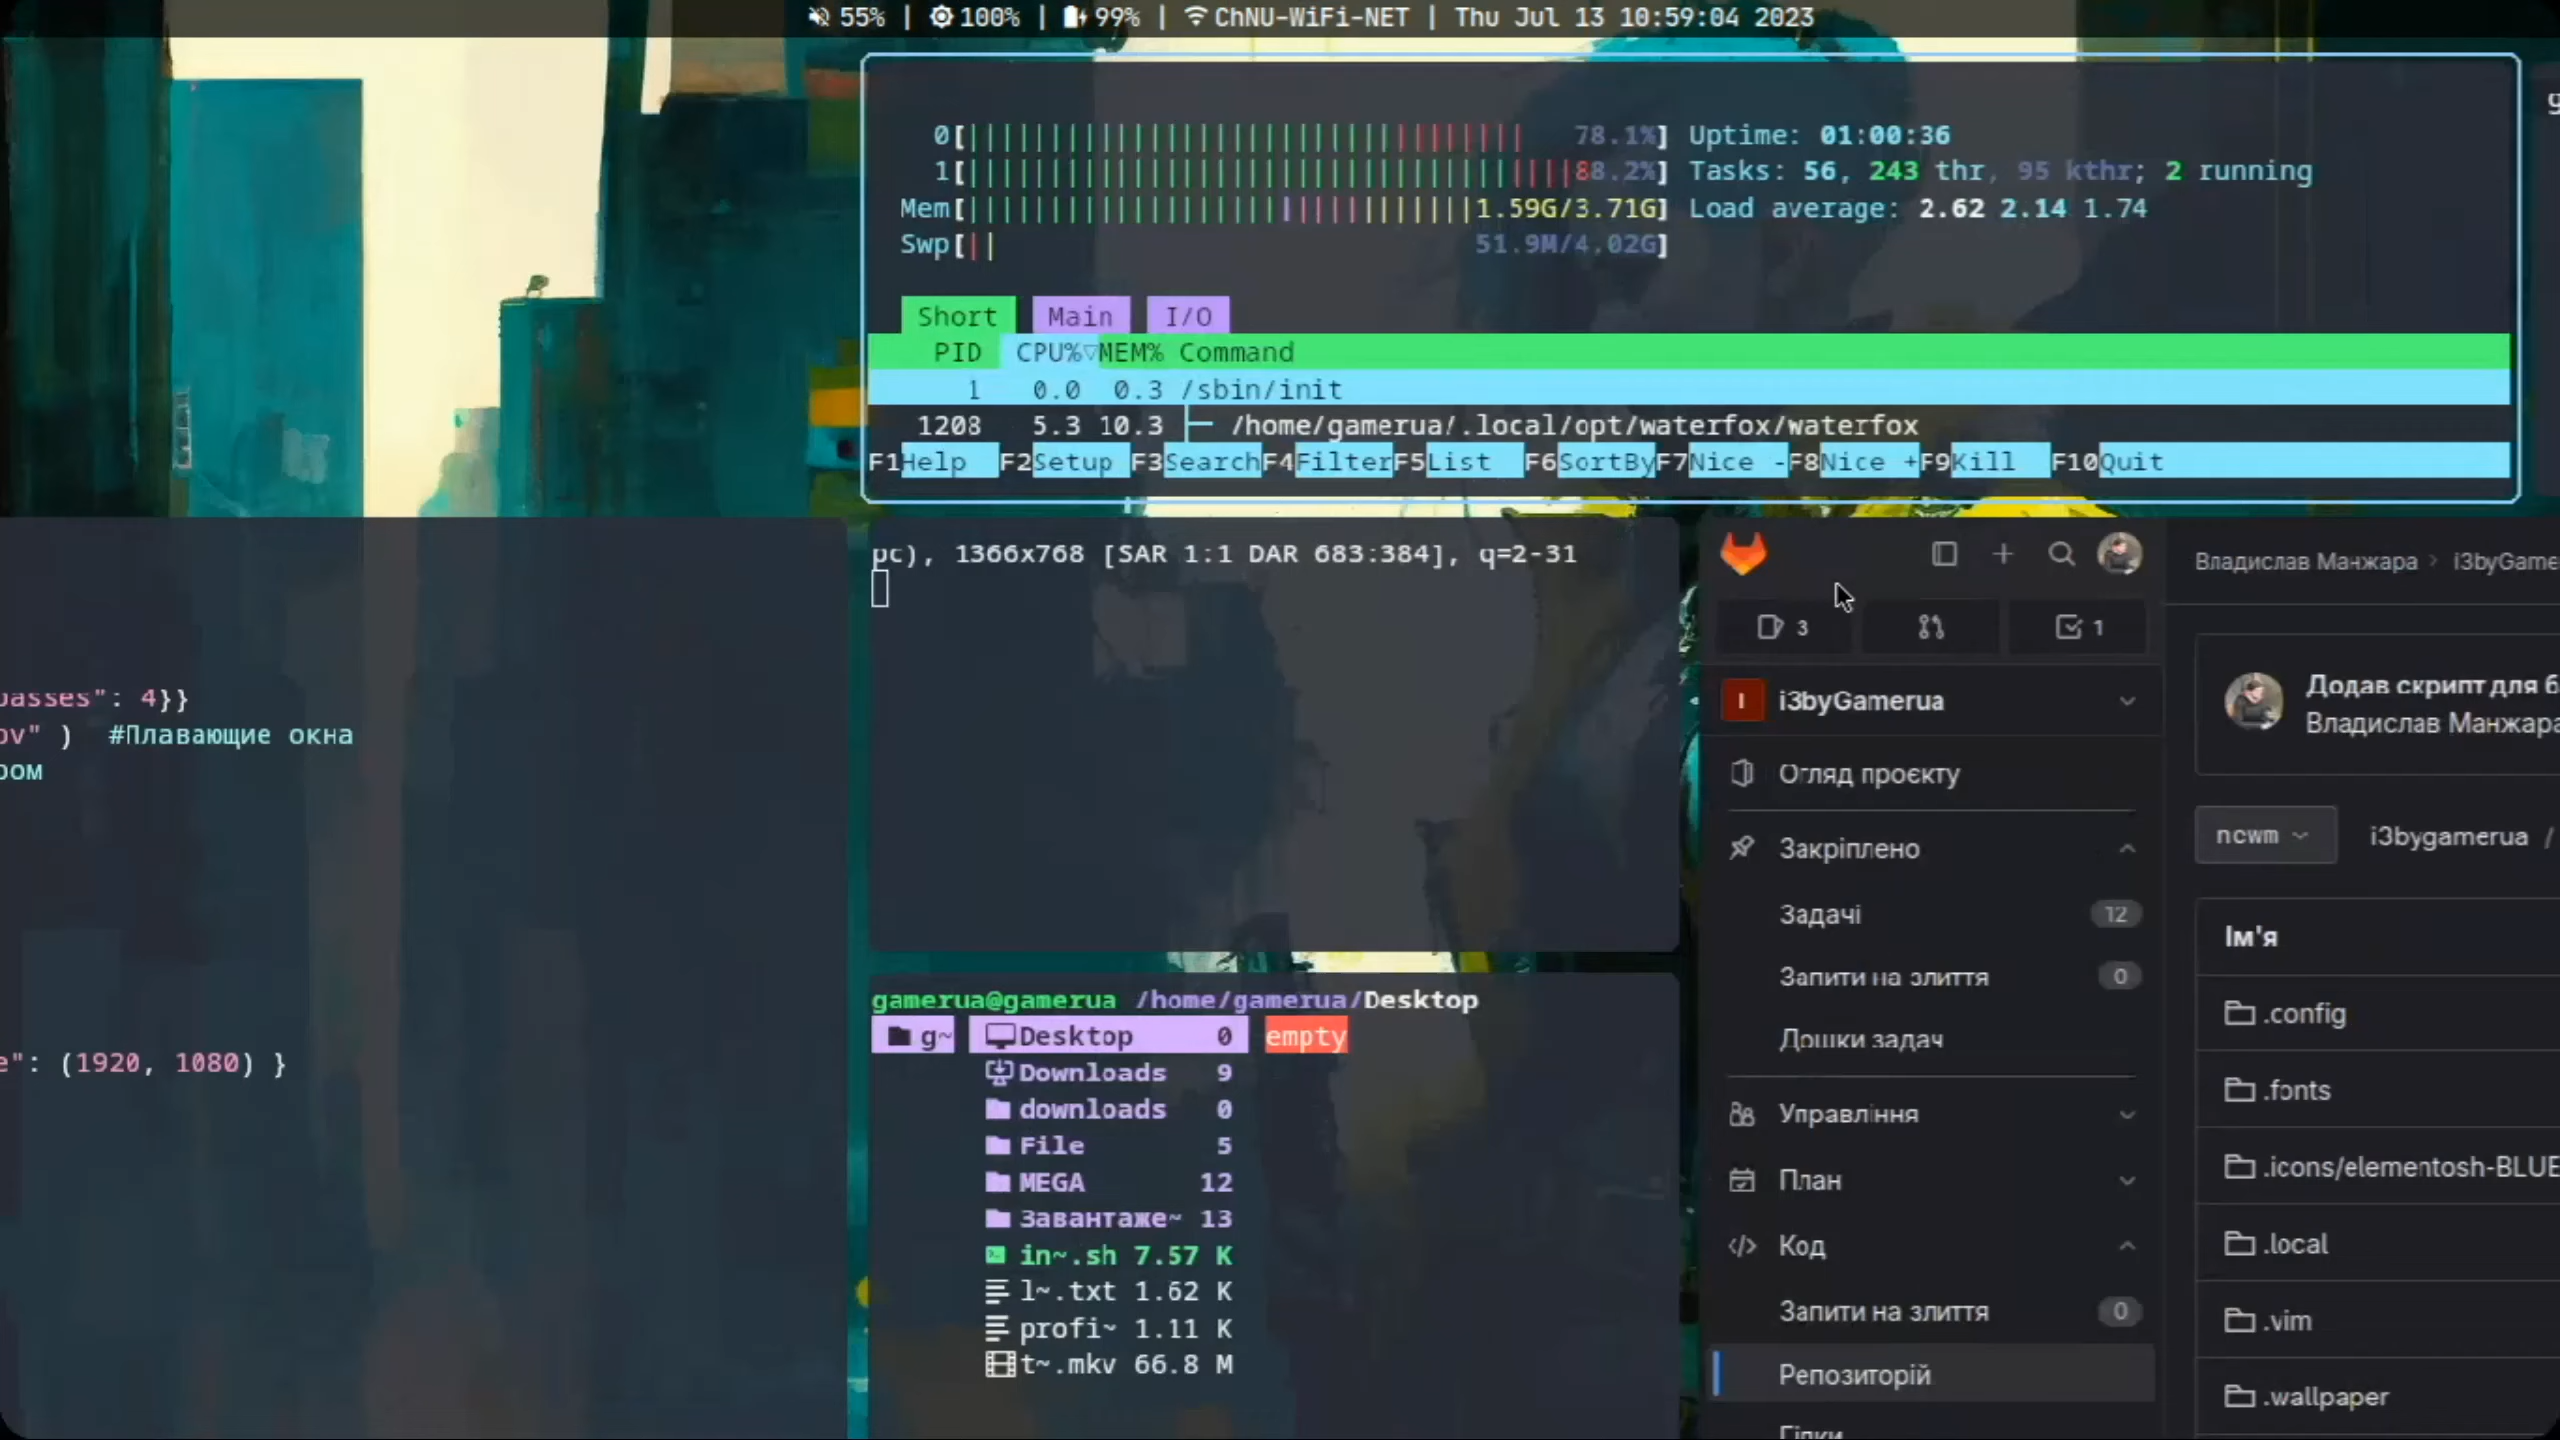 55% | 100% | 99% | ChNU-WiFi-NET | Thu Jul 13 10:59:04 2023
0[|||||||||||||||||||||||||||||||||| 78.1%] Uptime: 01:00:36
1[|||||||||||||||||||||||||||||||||||||88.2%] Tasks: 56, 243 thr, 95 kthr; 2 running
Mem[|||||||||||||||||||||||||||||||1.59G/3.71G] Load average: 2.62 2.14 1.74
Swp[|| 51.9M/4.02G]
Short Main I/O
PID CPU%▽MEM% Command
1 0.0 0.3 /sbin/init
1208 5.3 10.3 ├─ /home/gamerua/.local/opt/waterfox/waterfox
F1Help F2Setup F3SearchF4FilterF5List F6SortByF7Nice -F8Nice +F9Kill F10Quit
passes": 4}}
ov" ) #Плавающие окна
ром
e": (1920, 1080) }
pc), 1366x768 [SAR 1:1 DAR 683:384], q=2-31
gamerua@gamerua /home/gamerua/Desktop
g~ Desktop 0 empty
Downloads 9
downloads 0
File 5
MEGA 12
Завантаже~ 13
in~.sh 7.57 K
l~.txt 1.62 K
profi~ 1.11 K
t~.mkv 66.8 M
3 1
I i3byGamerua
Огляд проєкту
Закріплено
Задачі 12
Запити на злиття 0
Дошки задач
Управління
План
Код
Запити на злиття 0
Репозиторій
Гілки
Владислав Манжара › i3byGame
Додав скрипт для б
Владислав Манжара
ncwm i3bygamerua /
Ім'я
.config
.fonts
.icons/elementosh-BLUE
.local
.vim
.wallpaper